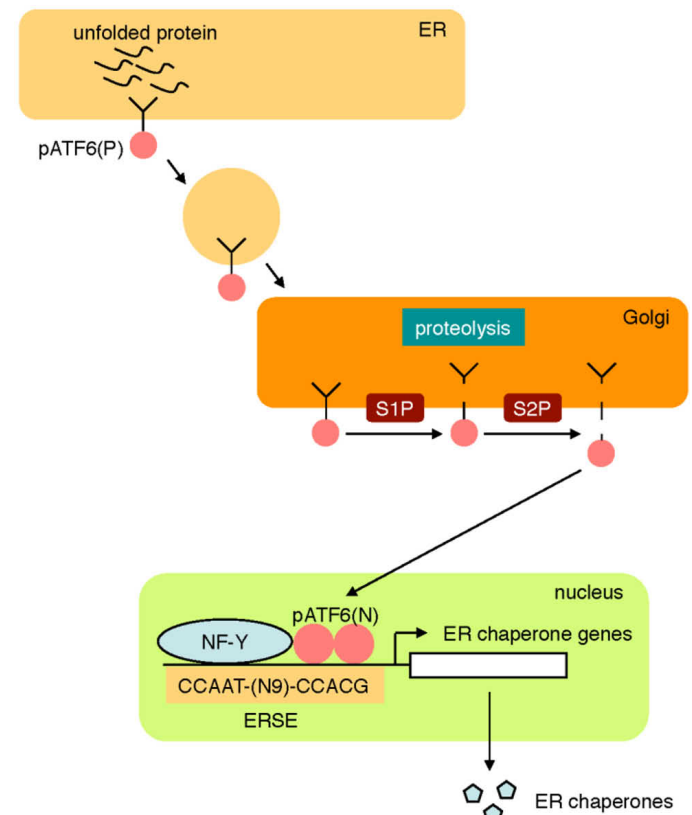 unfolded protein
ER
pATF6(P)
Golgi
proteolysis
S1P
S2P
nucleus
pATF6(N)
NF-Y
ER chaperone genes
CCAAT-(N9)-CCACG
ERSE
ER chaperones